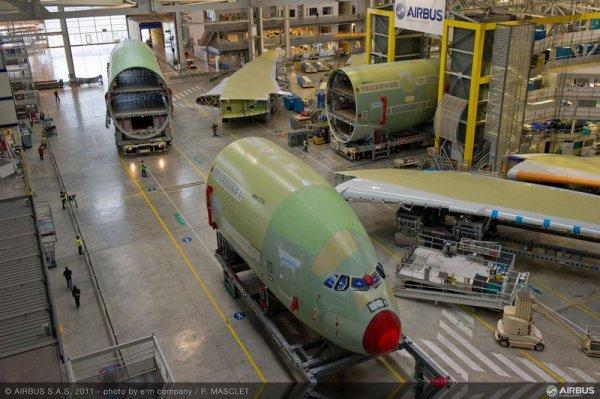 AIRBUS
© AIRBUS S.A.S. 2011 - photo by e*m company / P. MASCLET
AIRBUS